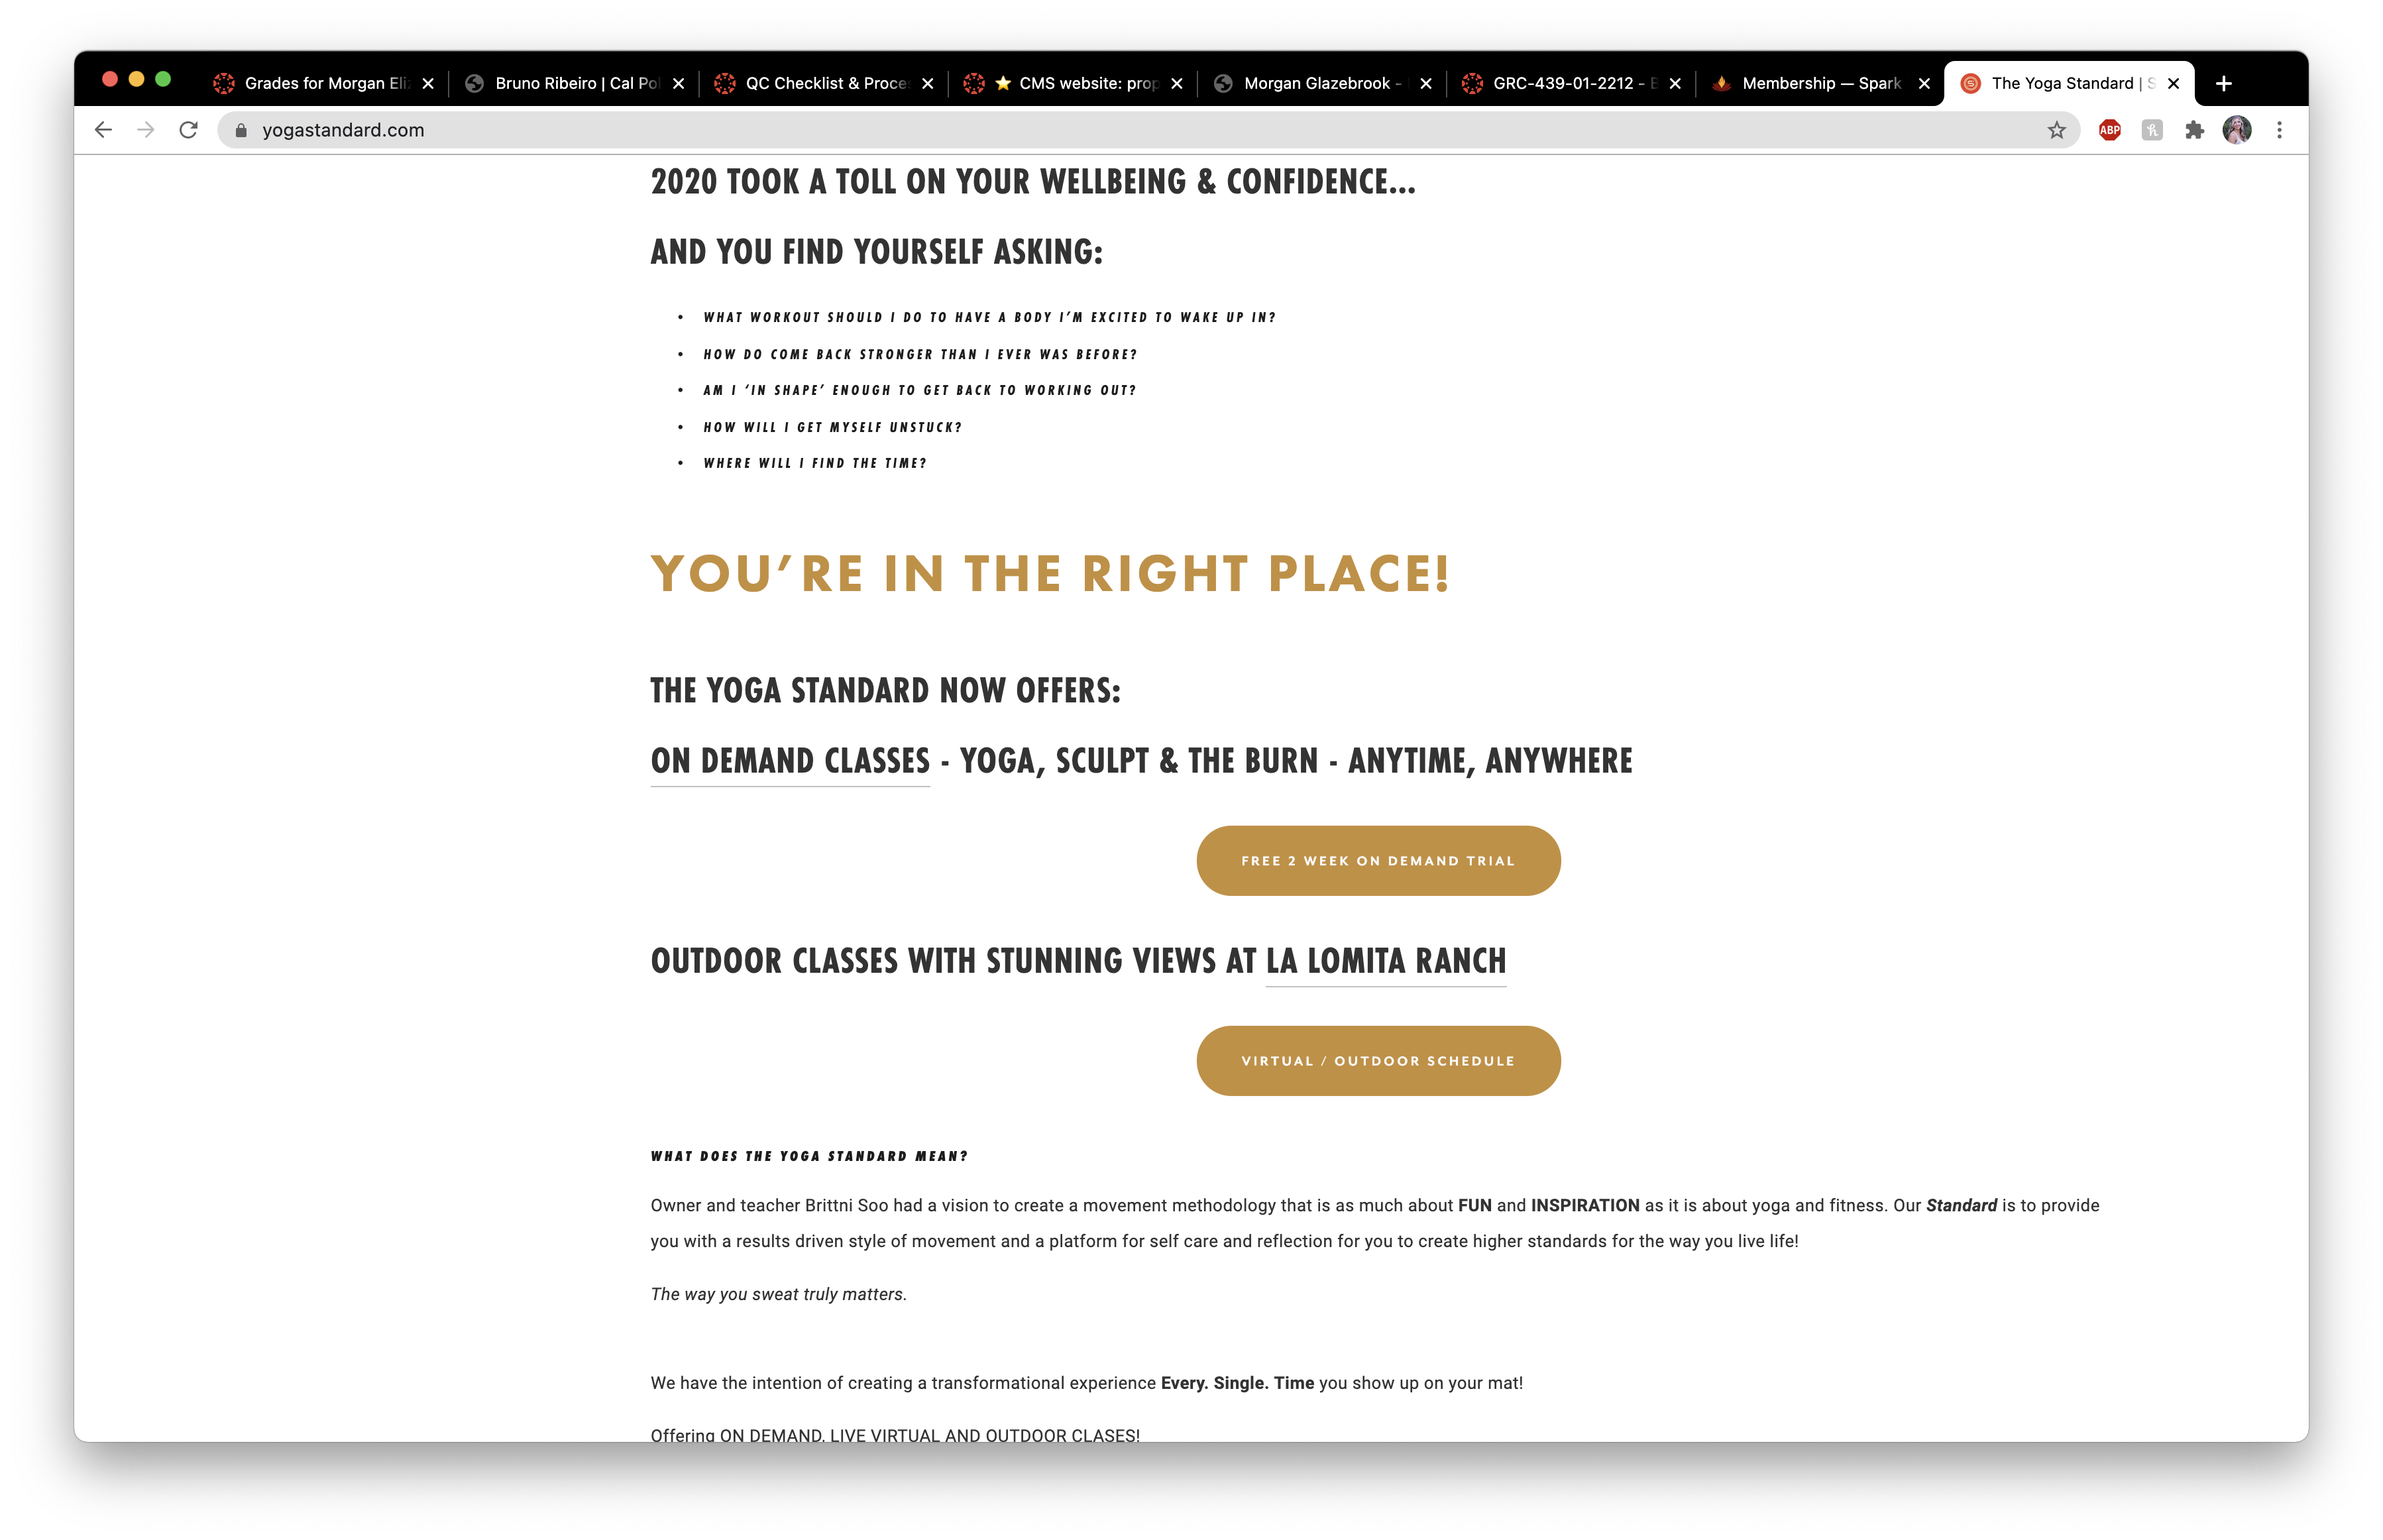 Grades for Morgan Eli
Bruno Ribeiro | Cal Pol
QC Checklist & Proce
CMS website: prop
Morgan Glazebrook -
GRC-439-01-2212 - B
Membership — Spark
The Yoga Standard | S
yogastandard.com
ABP
2020 TOOK A TOLL ON YOUR WELLBEING & CONFIDENCE...
AND YOU FIND YOURSELF ASKING:
• WHAT WORKOUT SHOULD I DO TO HAVE A BODY I’M EXCITED TO WAKE UP IN?
• HOW DO COME BACK STRONGER THAN I EVER WAS BEFORE?
• AM I ‘IN SHAPE’ ENOUGH TO GET BACK TO WORKING OUT?
• HOW WILL I GET MYSELF UNSTUCK?
• WHERE WILL I FIND THE TIME?
YOU’RE IN THE RIGHT PLACE!
THE YOGA STANDARD NOW OFFERS:
ON DEMAND CLASSES - YOGA, SCULPT & THE BURN - ANYTIME, ANYWHERE
FREE 2 WEEK ON DEMAND TRIAL
OUTDOOR CLASSES WITH STUNNING VIEWS AT LA LOMITA RANCH
VIRTUAL / OUTDOOR SCHEDULE
WHAT DOES THE YOGA STANDARD MEAN?
Owner and teacher Brittni Soo had a vision to create a movement methodology that is as much about FUN and INSPIRATION as it is about yoga and fitness. Our Standard is to provide
you with a results driven style of movement and a platform for self care and reflection for you to create higher standards for the way you live life!
The way you sweat truly matters.
We have the intention of creating a transformational experience Every. Single. Time you show up on your mat!
Offering ON DEMAND, LIVE VIRTUAL AND OUTDOOR CLASES!